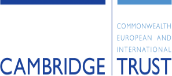 COMMONWEALTH
EUROPEAN AND
INTERNATIONAL
CAMBRIDGE TRUST